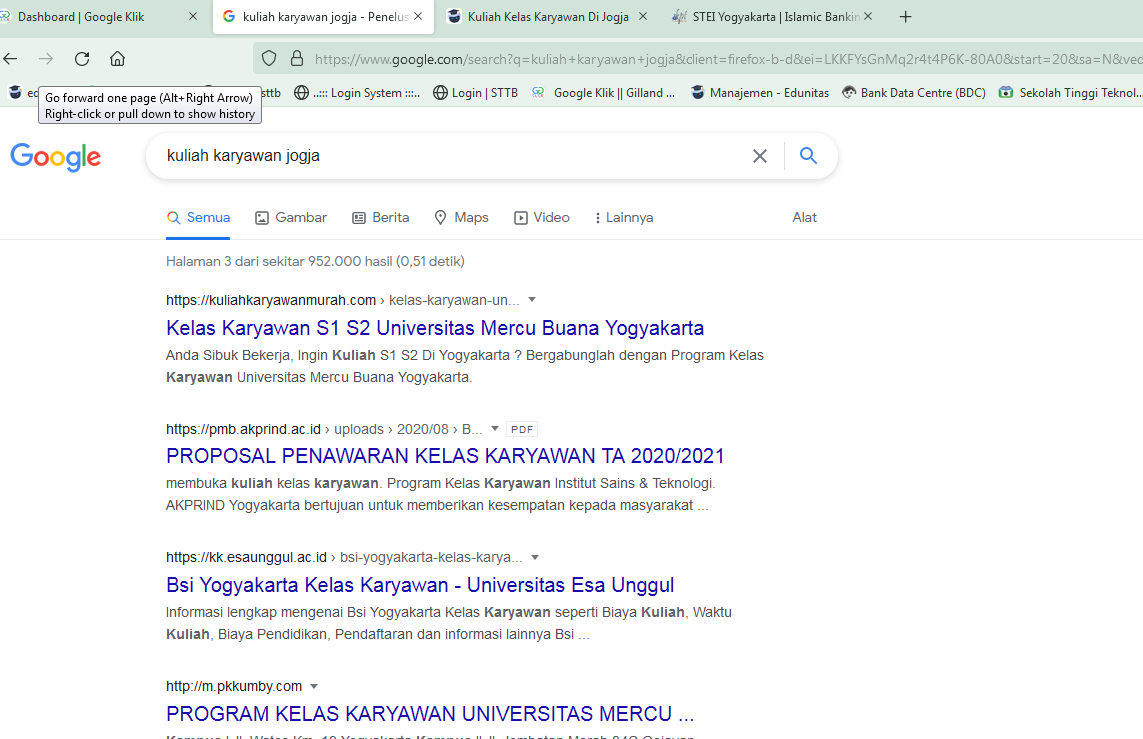 Dashboard | Google Klik
kuliah karyawan jogja - Penelus
Kuliah Kelas Karyawan Di Jogja
STEI Yogyakarta | Islamic Bankin
https://www.google.com/search?q=kuliah+karyawan+jogja&client=firefox-b-d&ei=LKKFYsGnMq2r4t4P6K-80A0&start=20&sa=N&ved
sttb
..:::: Login System ::::..
Login | STTB
Google Klik || Gilland ...
Manajemen - Edunitas
Bank Data Centre (BDC)
Sekolah Tinggi Teknol...
Go forward one page (Alt+Right Arrow)
Right-click or pull down to show history
Google
kuliah karyawan jogja
Semua
Gambar
Berita
Maps
Video
Lainnya
Alat
Halaman 3 dari sekitar 952.000 hasil (0,51 detik)
https://kuliahkaryawanmurah.com › kelas-karyawan-un...
Kelas Karyawan S1 S2 Universitas Mercu Buana Yogyakarta
Anda Sibuk Bekerja, Ingin Kuliah S1 S2 Di Yogyakarta ? Bergabunglah dengan Program Kelas
Karyawan Universitas Mercu Buana Yogyakarta.
https://pmb.akprind.ac.id › uploads › 2020/08 › B... PDF
PROPOSAL PENAWARAN KELAS KARYAWAN TA 2020/2021
membuka kuliah kelas karyawan. Program Kelas Karyawan Institut Sains & Teknologi.
AKPRIND Yogyakarta bertujuan untuk memberikan kesempatan kepada masyarakat ...
https://kk.esaunggul.ac.id › bsi-yogyakarta-kelas-karya...
Bsi Yogyakarta Kelas Karyawan - Universitas Esa Unggul
Informasi lengkap mengenai Bsi Yogyakarta Kelas Karyawan seperti Biaya Kuliah, Waktu
Kuliah, Biaya Pendidikan, Pendaftaran dan informasi lainnya Bsi ...
http://m.pkkumby.com
PROGRAM KELAS KARYAWAN UNIVERSITAS MERCU ...